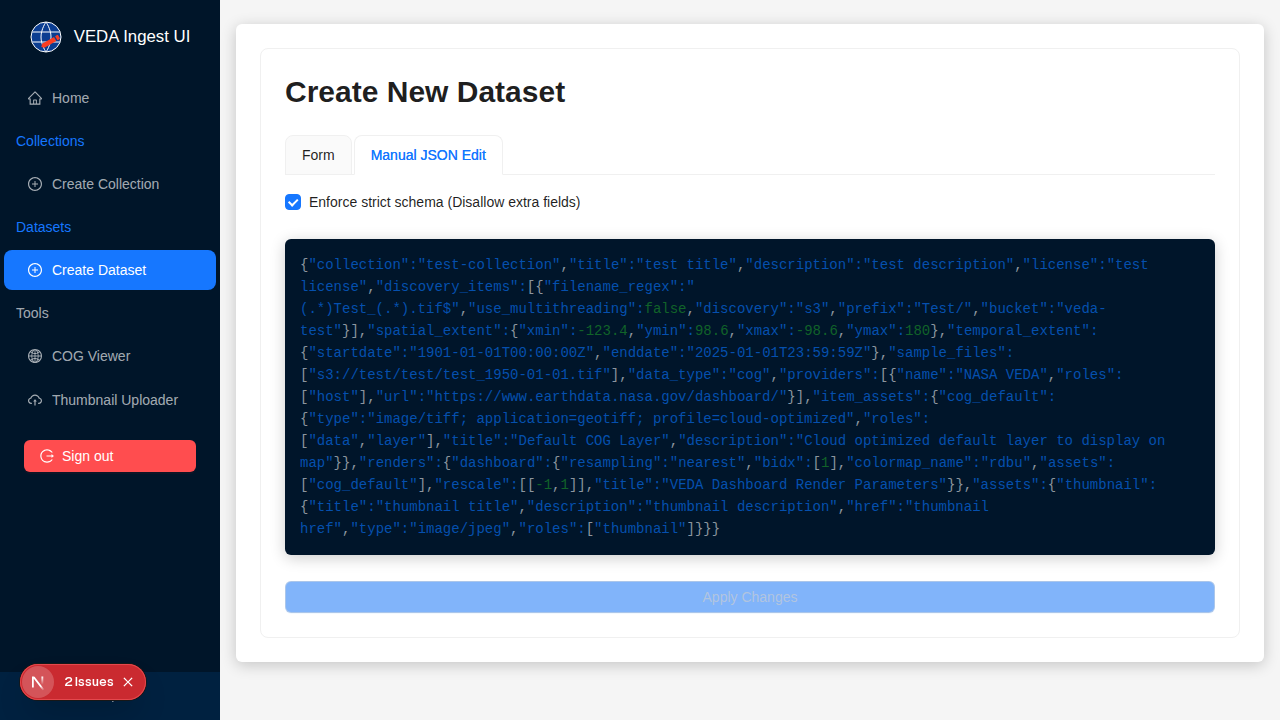 VEDA Ingest UI
Home
Collections
Create Collection
Datasets
Create Dataset
Tools
COG Viewer
Thumbnail Uploader
Sign out
2 Issues
Create New Dataset
Form
Manual JSON Edit
Enforce strict schema (Disallow extra fields)
{"collection":"test-collection","title":"test title","description":"test description","license":"test
license","discovery_items":[{"filename_regex":"
(.*)Test_(.*).tif$","use_multithreading":false,"discovery":"s3","prefix":"Test/","bucket":"veda-
test"}],"spatial_extent":{"xmin":-123.4,"ymin":98.6,"xmax":-98.6,"ymax":180},"temporal_extent":
{"startdate":"1901-01-01T00:00:00Z","enddate":"2025-01-01T23:59:59Z"},"sample_files":
["s3://test/test/test_1950-01-01.tif"],"data_type":"cog","providers":[{"name":"NASA VEDA","roles":
["host"],"url":"https://www.earthdata.nasa.gov/dashboard/"}],"item_assets":{"cog_default":
{"type":"image/tiff; application=geotiff; profile=cloud-optimized","roles":
["data","layer"],"title":"Default COG Layer","description":"Cloud optimized default layer to display on
map"}},"renders":{"dashboard":{"resampling":"nearest","bidx":[1],"colormap_name":"rdbu","assets":
["cog_default"],"rescale":[[-1,1]],"title":"VEDA Dashboard Render Parameters"}},"assets":{"thumbnail":
{"title":"thumbnail title","description":"thumbnail description","href":"thumbnail
href","type":"image/jpeg","roles":["thumbnail"]}}}
Apply Changes